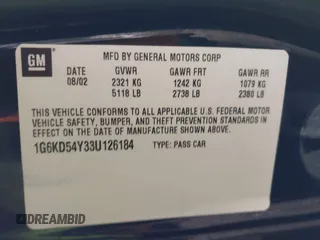 GM
MFD BY GENERAL MOTORS CORP
DATE GVWR GAWR FRT GAWR RR
08/02 2321 KG 1242 KG 1079 KG
5118 LB 2738 LB 2380 LB
THIS VEHICLE CONFORMS TO ALL APPLICABLE U.S. FEDERAL MOTOR
VEHICLE SAFETY, BUMPER, AND THEFT PREVENTION STANDARDS IN
EFFECT ON THE DATE OF MANUFACTURE SHOWN ABOVE.
1G6KD54Y33U126184 TYPE: PASS CAR
DREAMBID